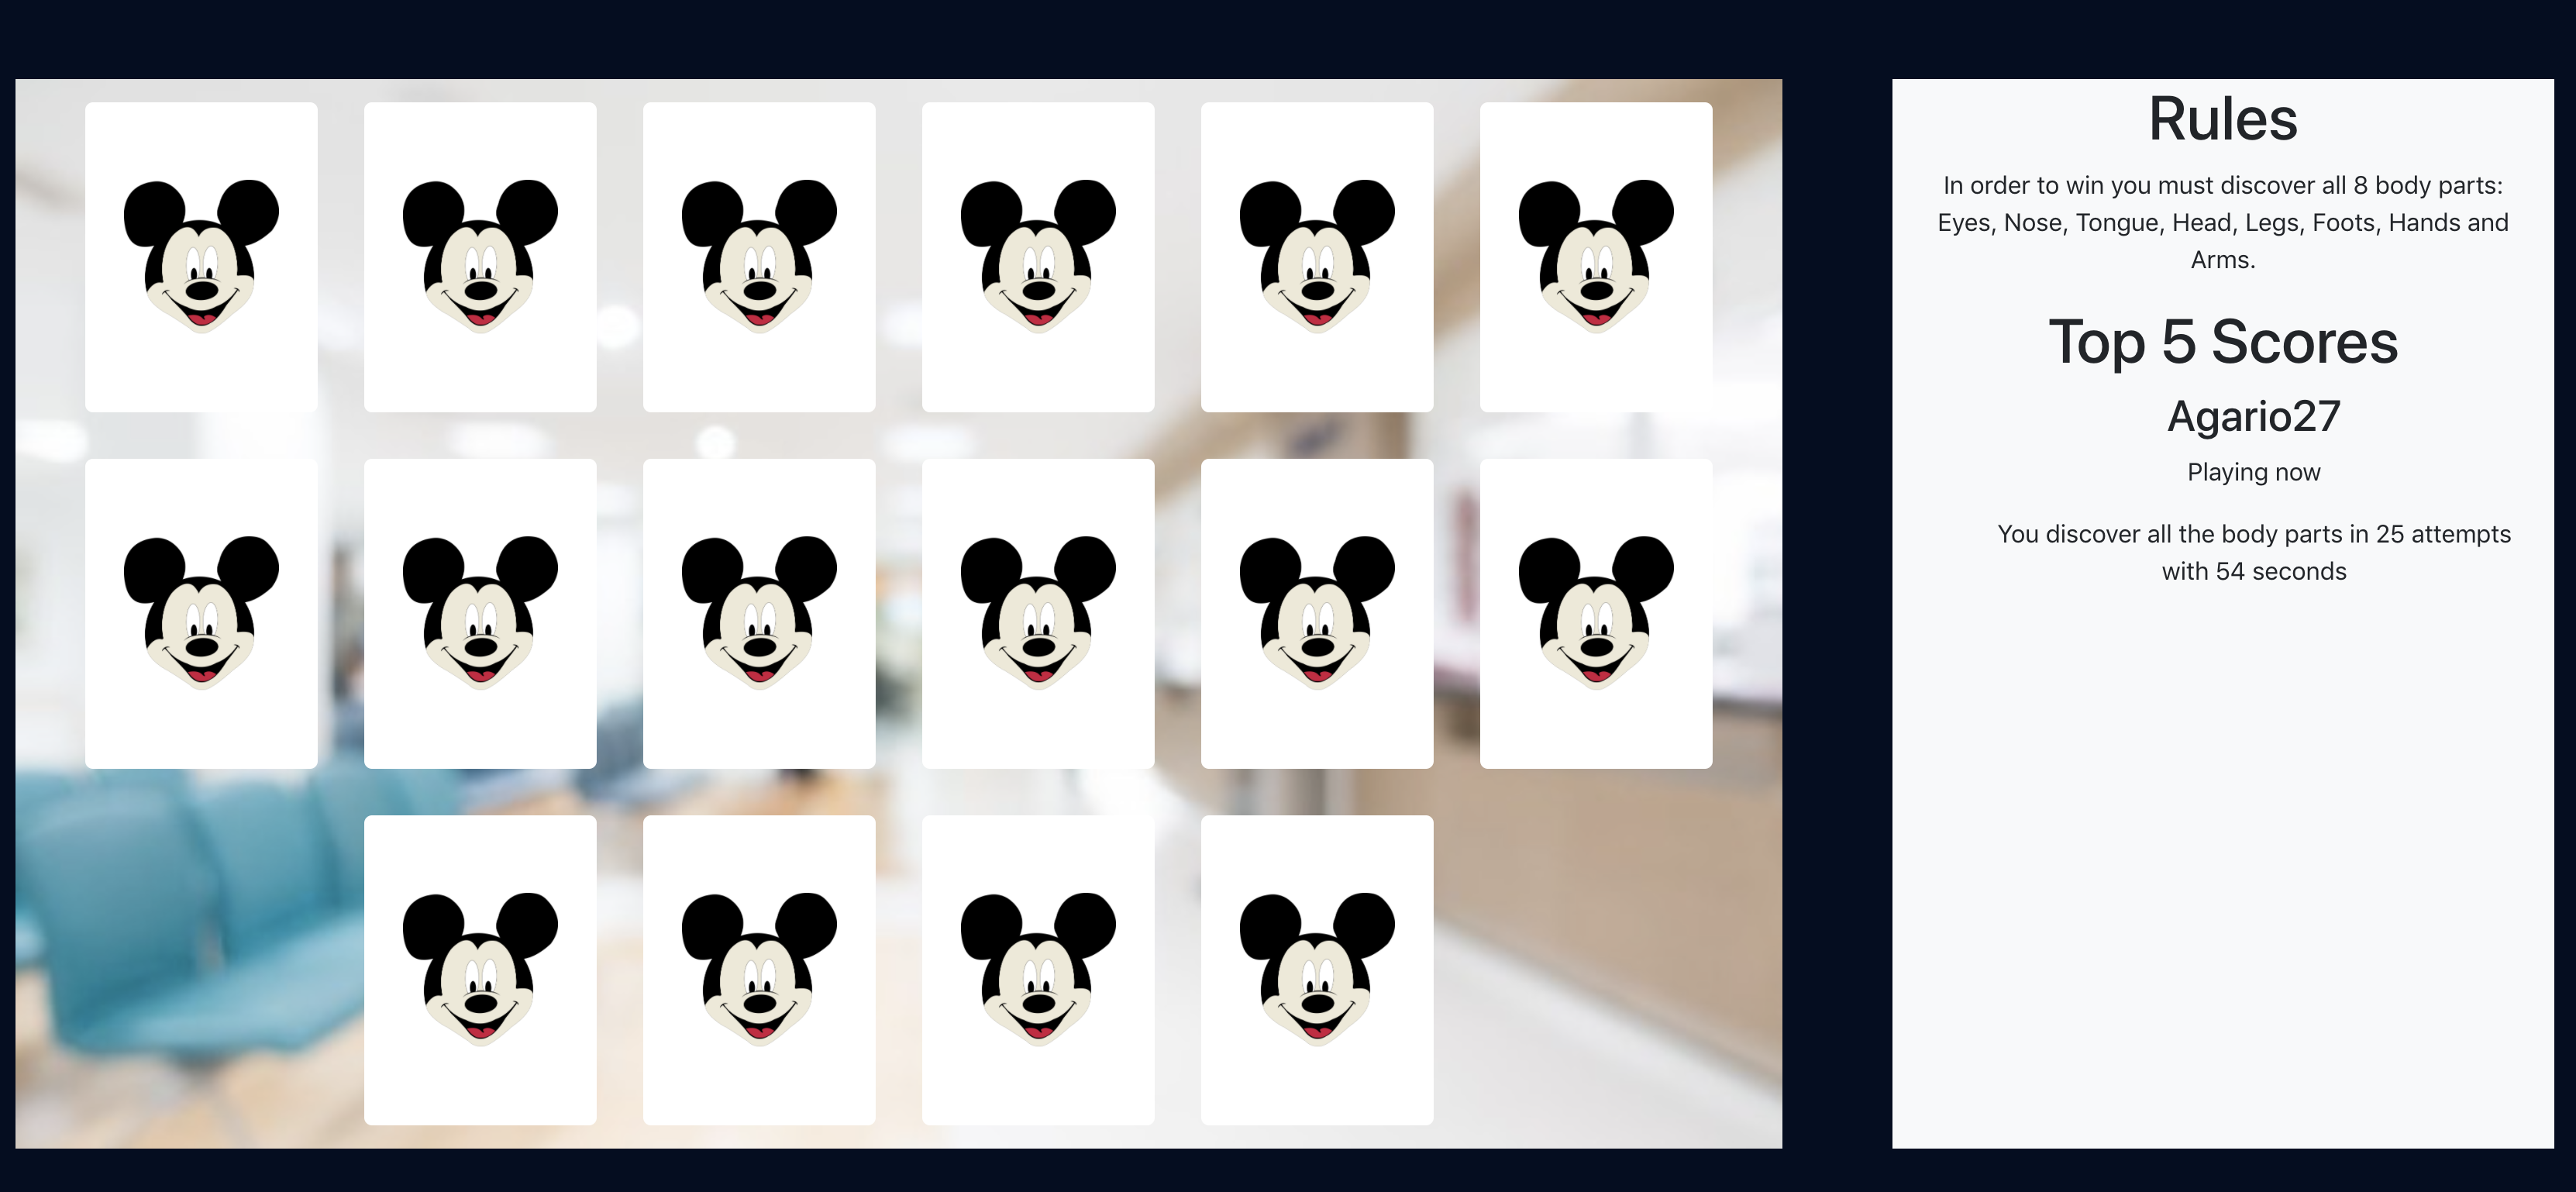 Rules
In order to win you must discover all 8 body parts:
Eyes, Nose, Tongue, Head, Legs, Foots, Hands and
Arms.
Top 5 Scores
Agario27
Playing now
You discover all the body parts in 25 attempts
with 54 seconds